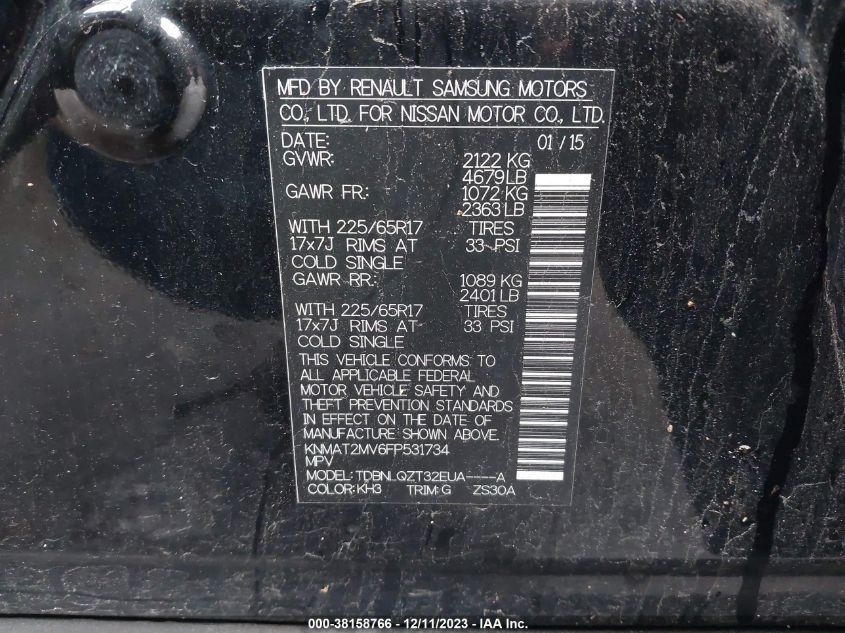 MFD BY RENAULT SAMSUNG MOTORS
CO., LTD. FOR NISSAN MOTOR CO., LTD.
DATE: 01/15
GVWR: 2122 KG
4679LB
GAWR FR: 1072 KG
2363LB
WITH 225/65R17 TIRES
17x7J RIMS AT 33 PSI
COLD SINGLE
GAWR RR: 1089 KG
2401LB
WITH 225/65R17 TIRES
17x7J RIMS AT 33 PSI
COLD SINGLE
THIS VEHICLE CONFORMS TO
ALL APPLICABLE FEDERAL
MOTOR VEHICLE SAFETY AND
THEFT PREVENTION STANDARDS
IN EFFECT ON THE DATE OF
MANUFACTURE SHOWN ABOVE.
KNMAT2MV6FP531734
MPV
MODEL: TDBNLQZT32EUA----A
COLOR: KH3 TRIM: G ZS30A
000-38158766 - 12/11/2023 - IAA Inc.